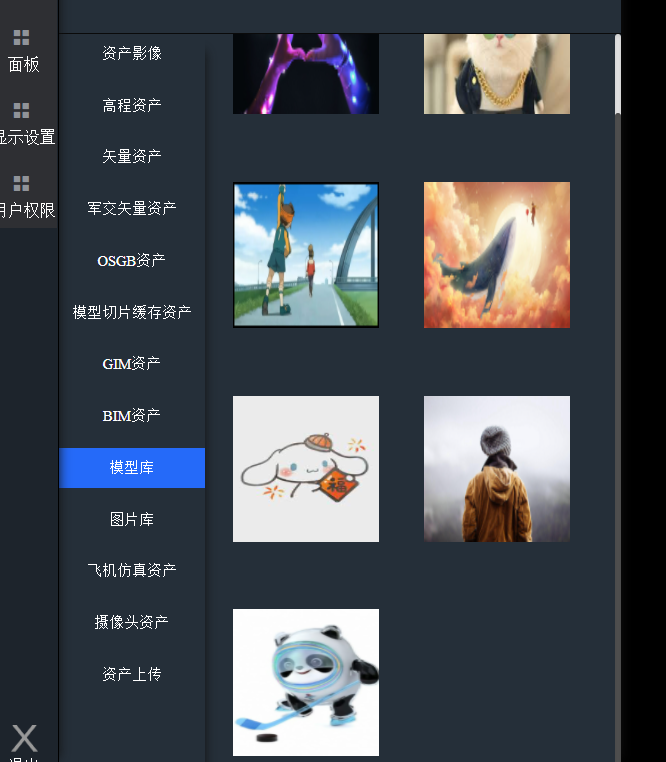 面板
显示设置
用户权限
资产影像
高程资产
矢量资产
军交矢量资产
OSGB资产
模型切片缓存资产
GIM资产
BIM资产
模型库
图片库
飞机仿真资产
摄像头资产
资产上传
福